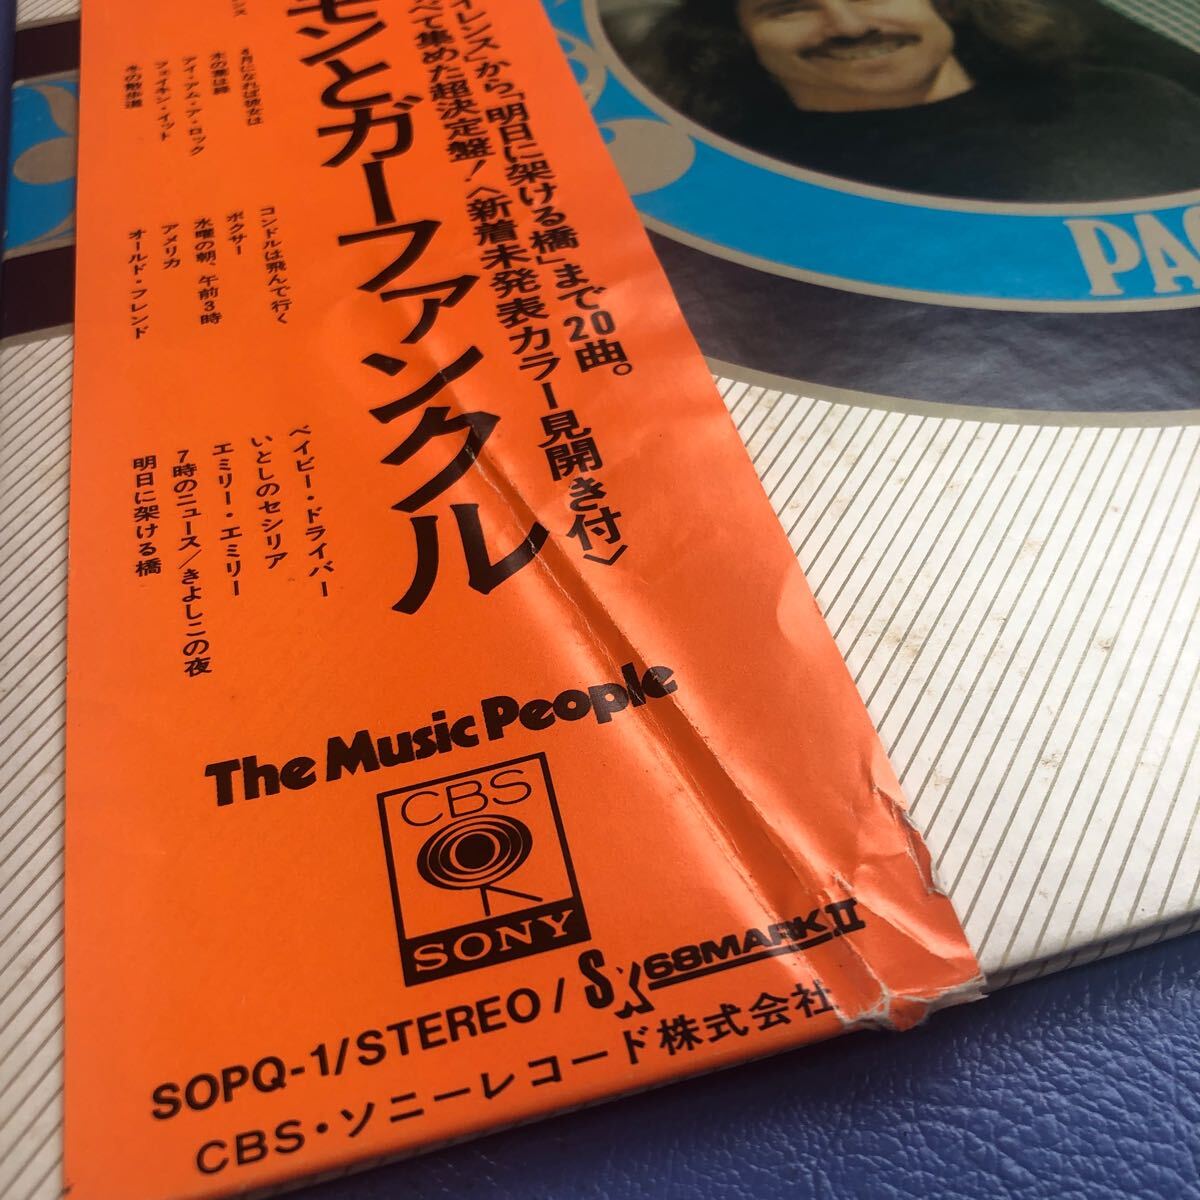 イレンス」から「明日に架ける橋」まで20曲。
べて集めた超決定盤！〈新着未発表カラー見開き付〉
モンとガーファンクル
4月になれば彼女は
木の葉は緑
アイ・アム・ア・ロック
フェイキン・イット
冬の散歩道
コンドルは飛んで行く
ボクサー
水曜の朝、午前3時
アメリカ
オールド・フレンド
ベイビー・ドライバー
いとしのセシリア
エミリー・エミリー
7時のニュース/きよしこの夜
明日に架ける橋
The Music People
CBS
SONY
SOPQ-1/STEREO/SX68MARK II
CBS・ソニーレコード株式会社
PAC